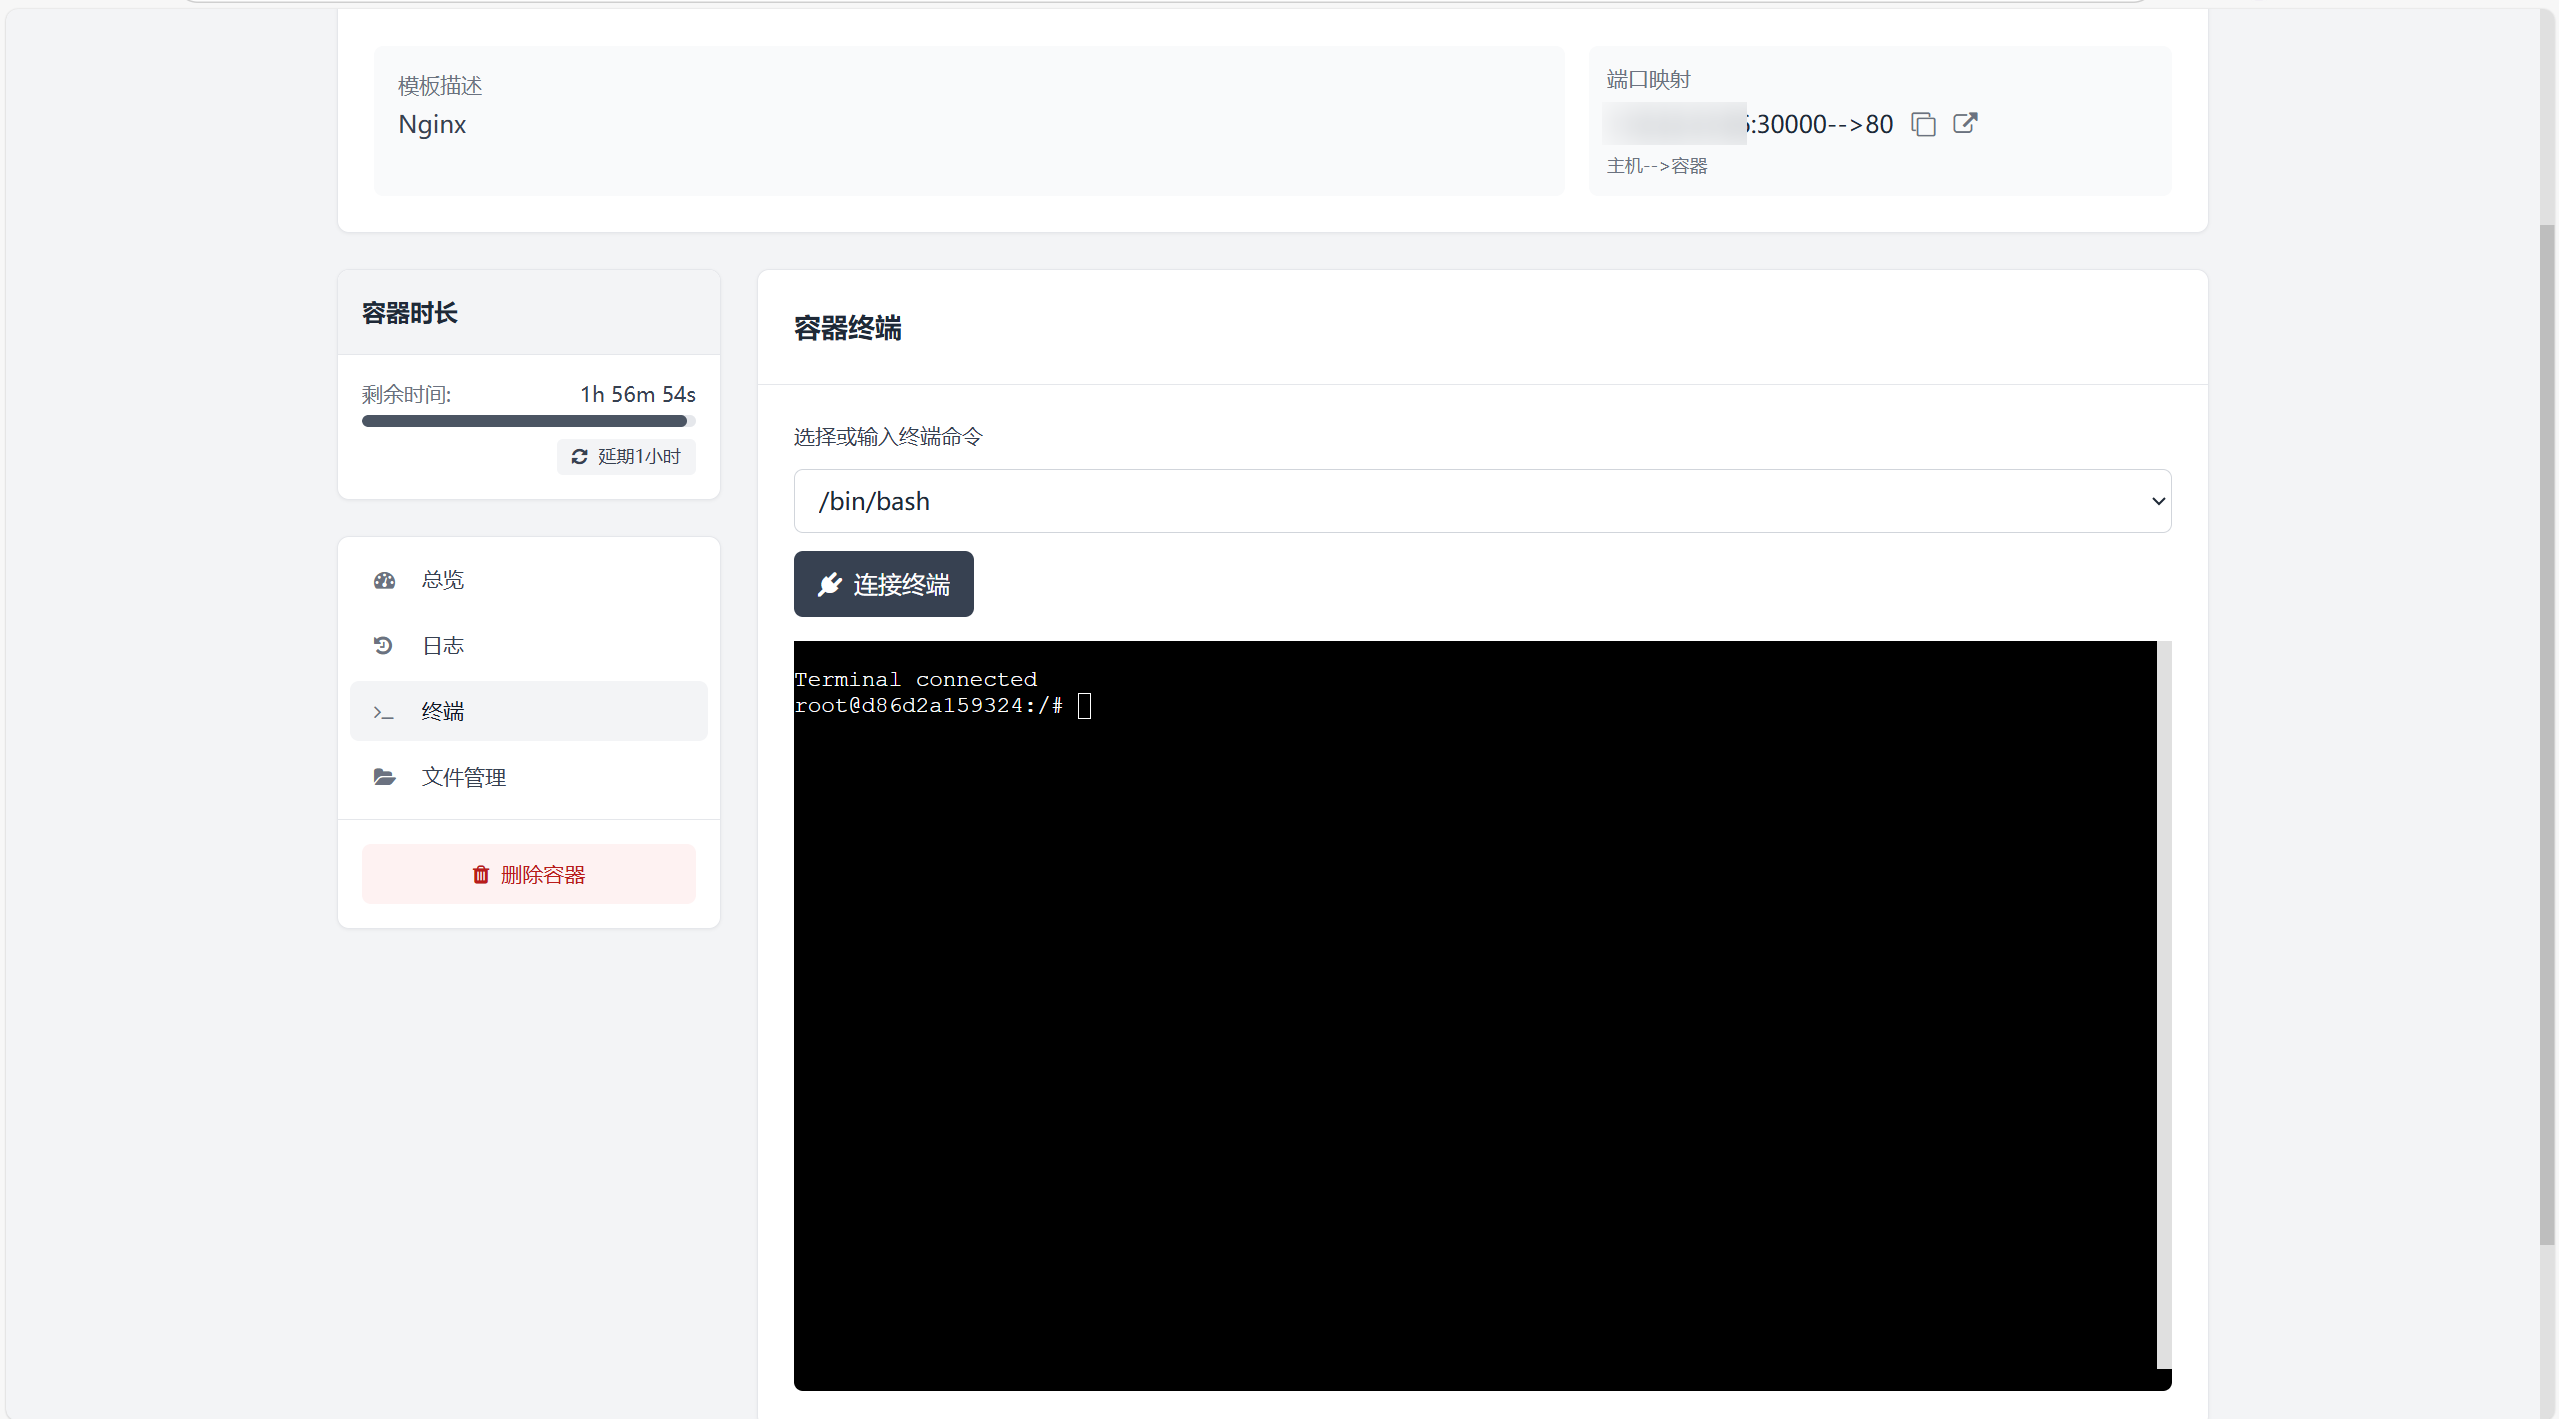 模板描述
Nginx
端口映射
:30000-->80
主机-->容器
容器时长
剩余时间:
1h 56m 54s
延期1小时
总览
日志
终端
文件管理
删除容器
容器终端
选择或输入终端命令
/bin/bash
连接终端
Terminal connected
root@d86d2a159324:/#